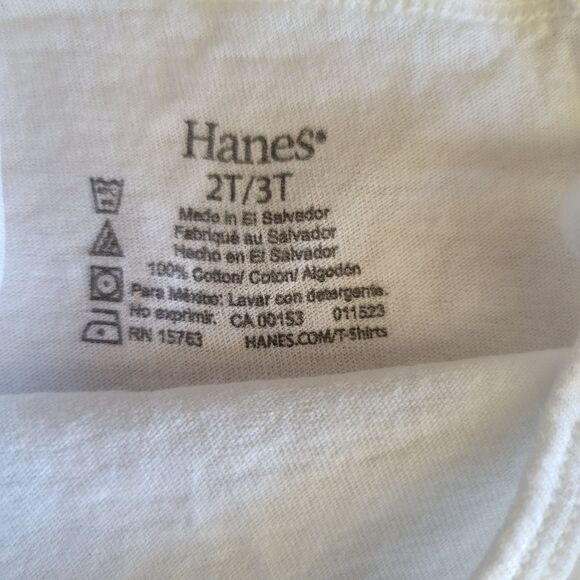 Hanes®
2T/3T
Made in El Salvador
Fabriqué au Salvador
Hecho en El Salvador
100% Cotton/ Coton/ Algodón
Para México: Lavar con detergente.
No exprimir. CA 00153 011523
RN 15763 HANES.COM/T-Shirts